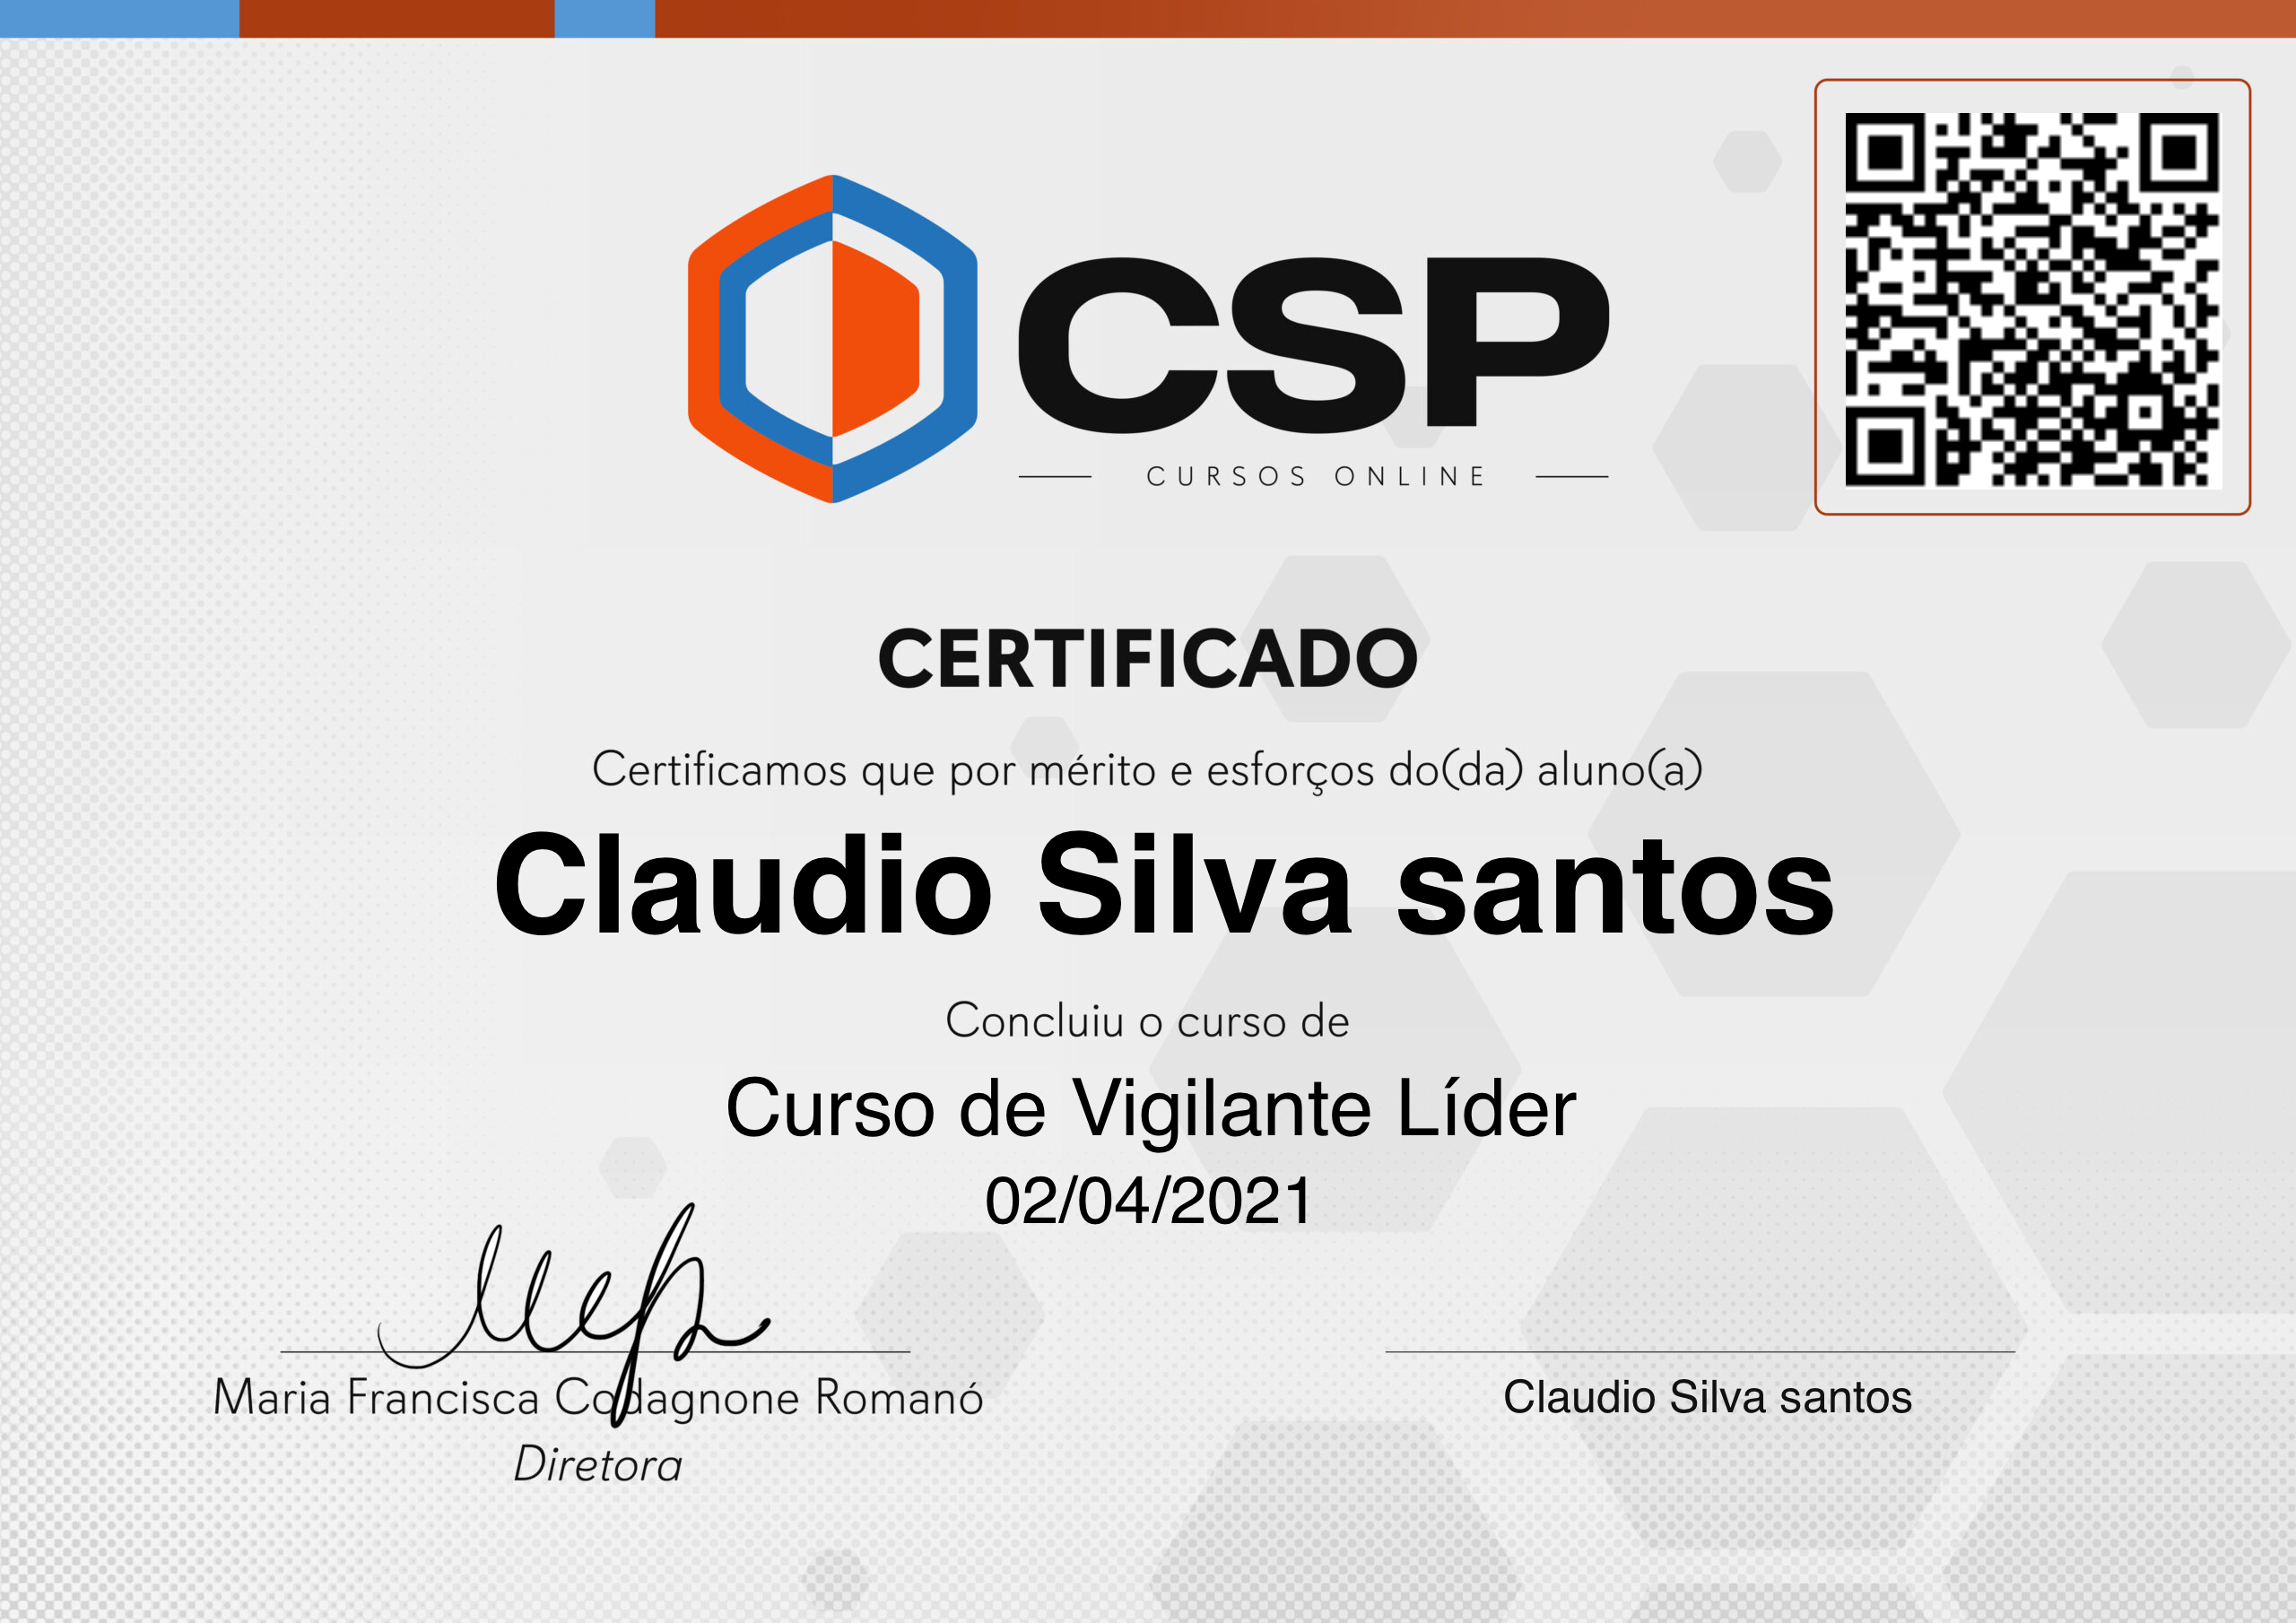 CSP
CURSOS ONLINE
CERTIFICADO
Certificamos que por mérito e esforços do(da) aluno(a)
Claudio Silva santos
Concluiu o curso de
Curso de Vigilante Líder
02/04/2021
Maria Francisca Codagnone Romanó
Diretora
Claudio Silva santos